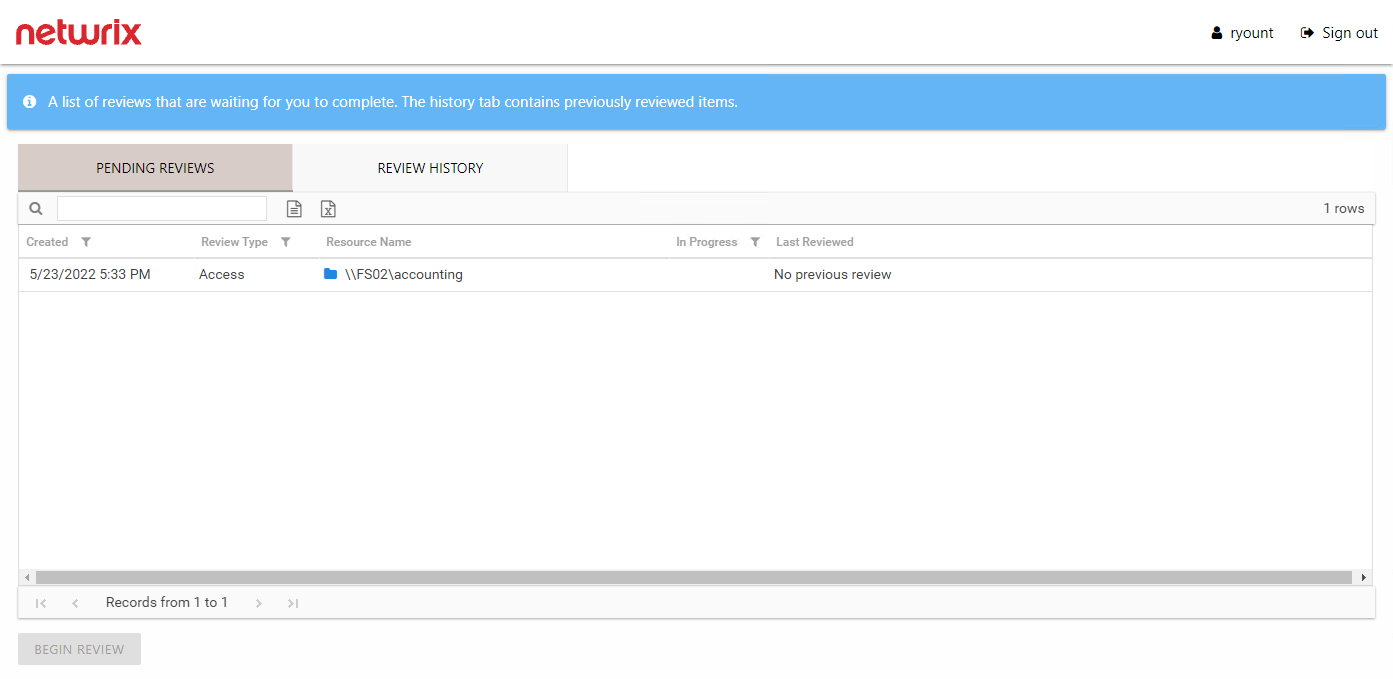 netwrix
ryount
Sign out
A list of reviews that are waiting for you to complete. The history tab contains previously reviewed items.
PENDING REVIEWS
REVIEW HISTORY
1 rows
Created
Review Type
Resource Name
In Progress
Last Reviewed
5/23/2022 5:33 PM
Access
\\FS02\accounting
No previous review
Records from 1 to 1
BEGIN REVIEW